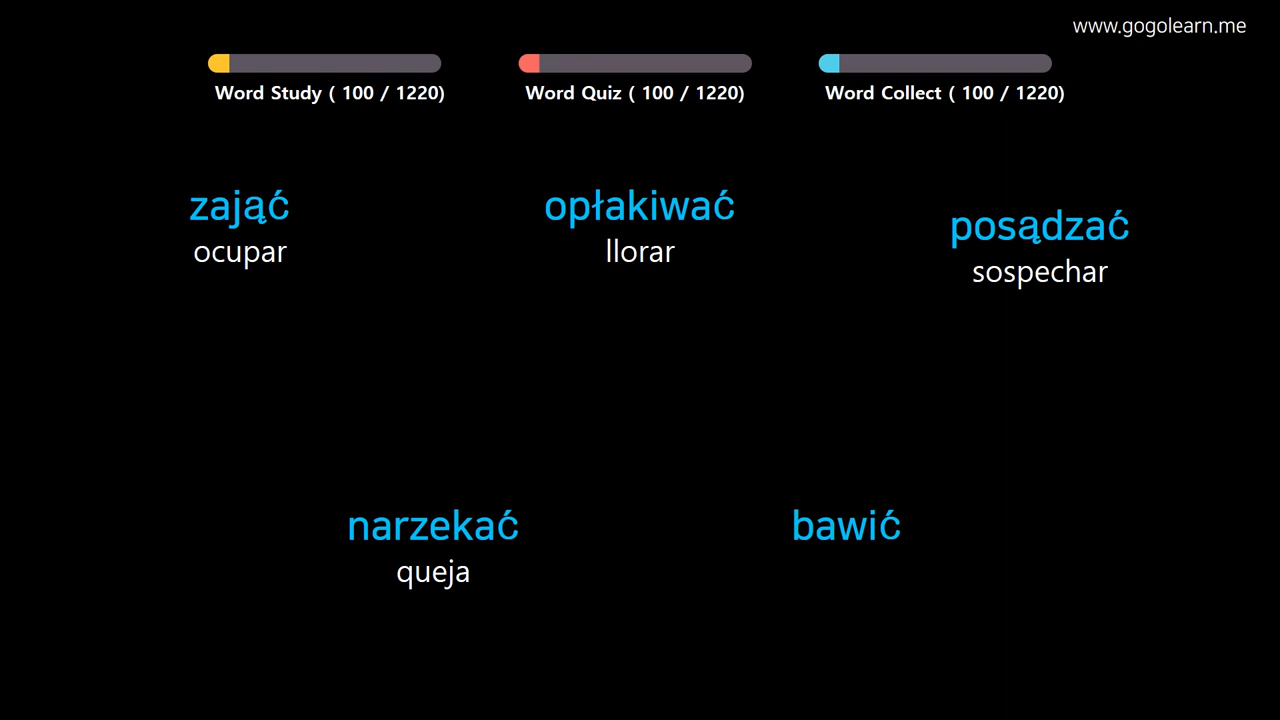 www.gogolearn.me
Word Study ( 100 / 1220)
Word Quiz ( 100 / 1220)
Word Collect ( 100 / 1220)
zająć
ocupar
opłakiwać
llorar
posądzać
sospechar
narzekać
queja
bawić